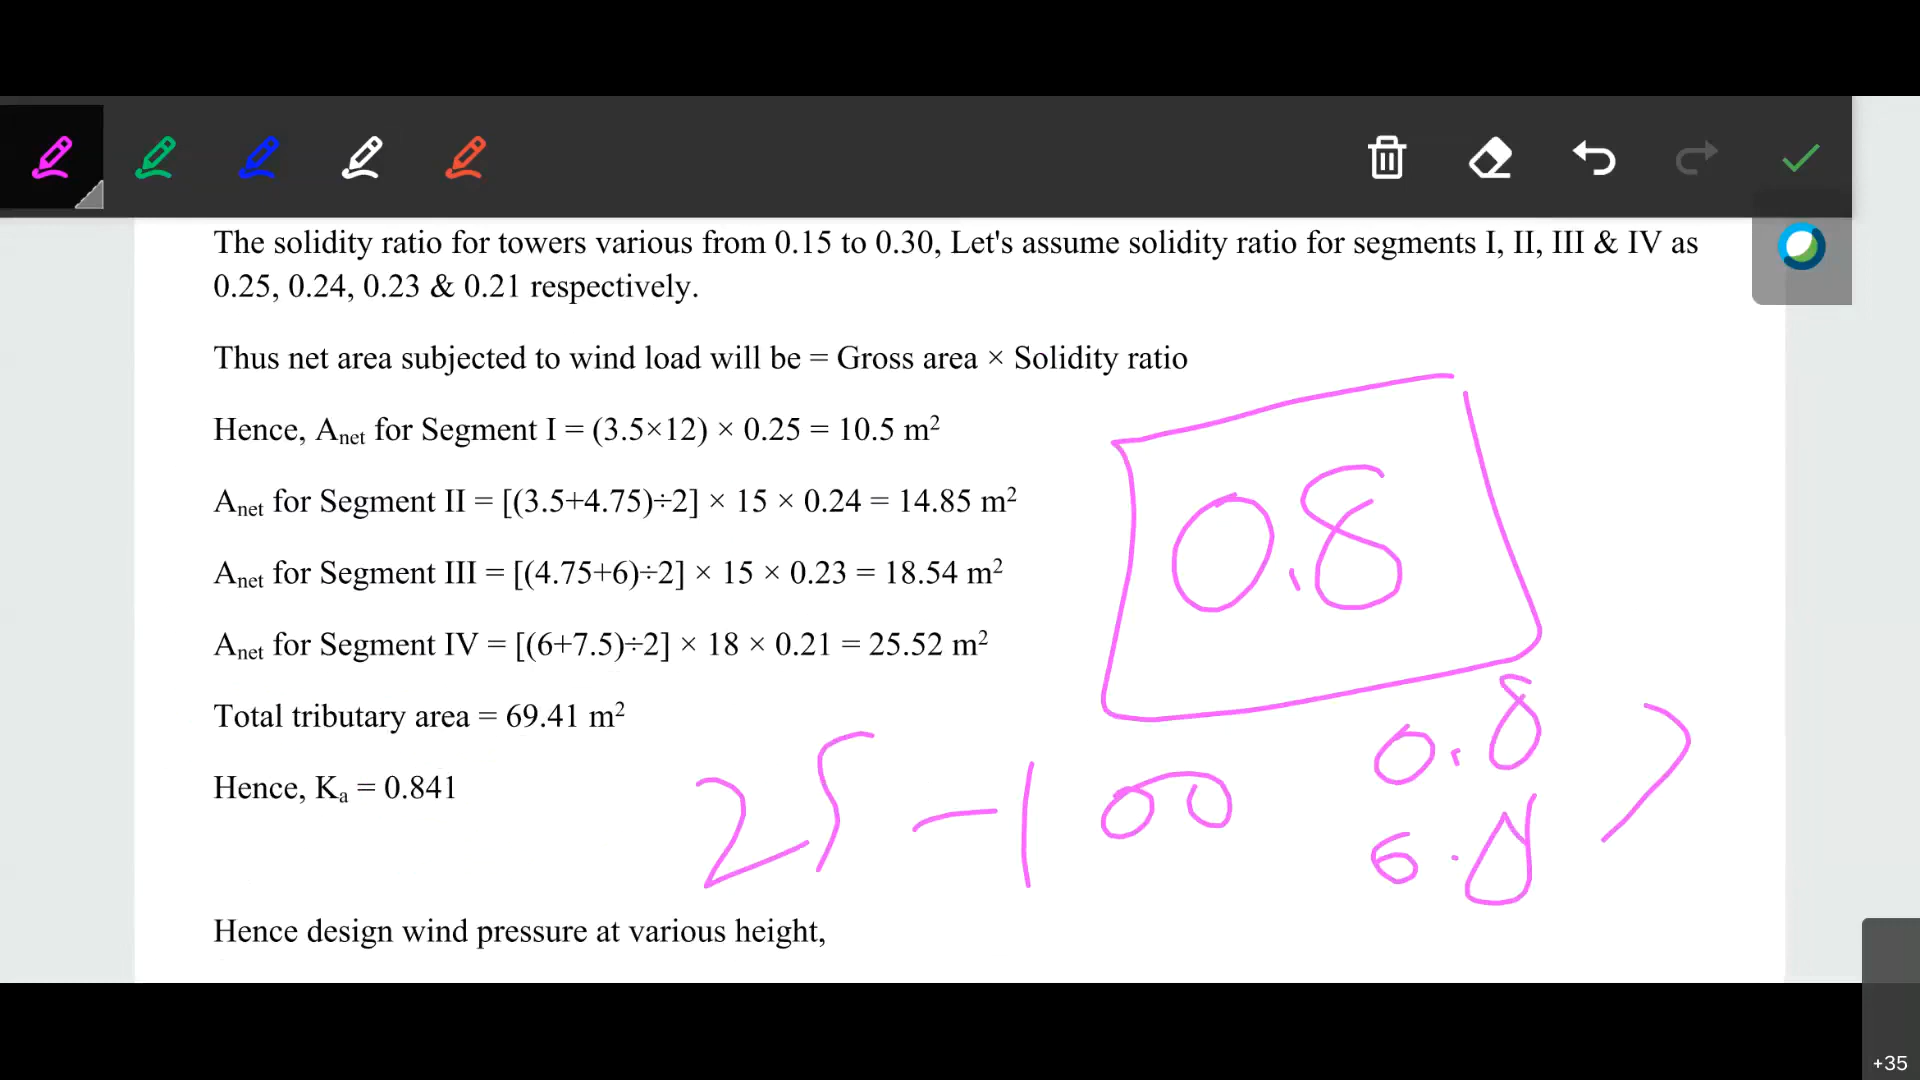 The solidity ratio for towers various from 0.15 to 0.30, Let's assume solidity ratio for segments I, II, III & IV as
0.25, 0.24, 0.23 & 0.21 respectively.
Thus net area subjected to wind load will be = Gross area × Solidity ratio
Hence, Anet for Segment I = (3.5×12) × 0.25 = 10.5 m²
Anet for Segment II = [(3.5+4.75)÷2] × 15 × 0.24 = 14.85 m²
0.8
Anet for Segment III = [(4.75+6)÷2] × 15 × 0.23 = 18.54 m²
Anet for Segment IV = [(6+7.5)÷2] × 18 × 0.21 = 25.52 m²
Total tributary area = 69.41 m²
0.8
Hence, Ka = 0.841
25 - 100
Hence design wind pressure at various height,
+35